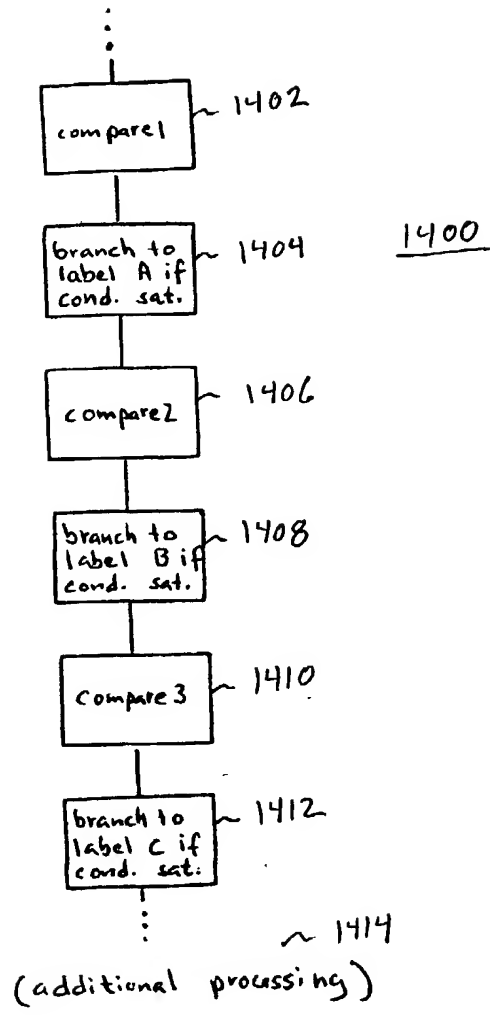 compare1
1402
1400
branch to
label A if
cond. sat.
1404
compare2
1406
branch to
label B if
cond. sat.
1408
compare3
1410
branch to
label C if
cond. sat.
1412
1414
(additional processing)